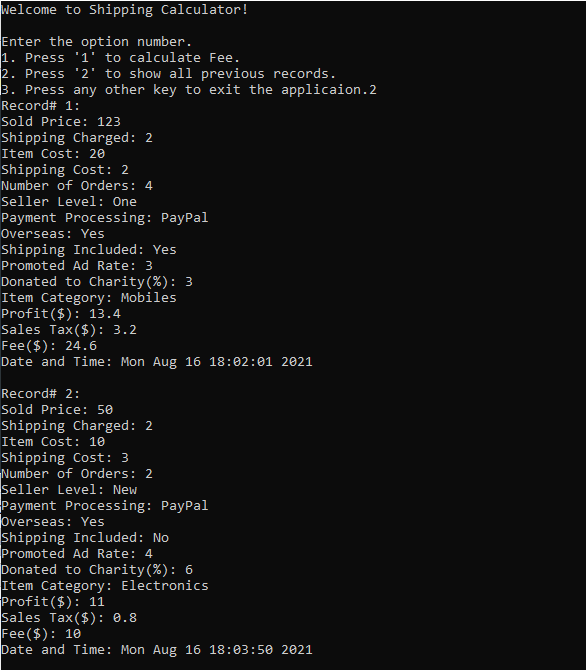 Welcome to Shipping Calculator!
Enter the option number.
1. Press '1' to calculate Fee.
2. Press '2' to show all previous records.
3. Press any other key to exit the applicaion.2
Record# 1:
Sold Price: 123
Shipping Charged: 2
Item Cost: 20
Shipping Cost: 2
Number of Orders: 4
Seller Level: One
Payment Processing: PayPal
Overseas: Yes
Shipping Included: Yes
Promoted Ad Rate: 3
Donated to Charity(%): 3
Item Category: Mobiles
Profit($): 13.4
Sales Tax($): 3.2
Fee($): 24.6
Date and Time: Mon Aug 16 18:02:01 2021
Record# 2:
Sold Price: 50
Shipping Charged: 2
Item Cost: 10
Shipping Cost: 3
Number of Orders: 2
Seller Level: New
Payment Processing: PayPal
Overseas: Yes
Shipping Included: No
Promoted Ad Rate: 4
Donated to Charity(%): 6
Item Category: Electronics
Profit($): 11
Sales Tax($): 0.8
Fee($): 10
Date and Time: Mon Aug 16 18:03:50 2021